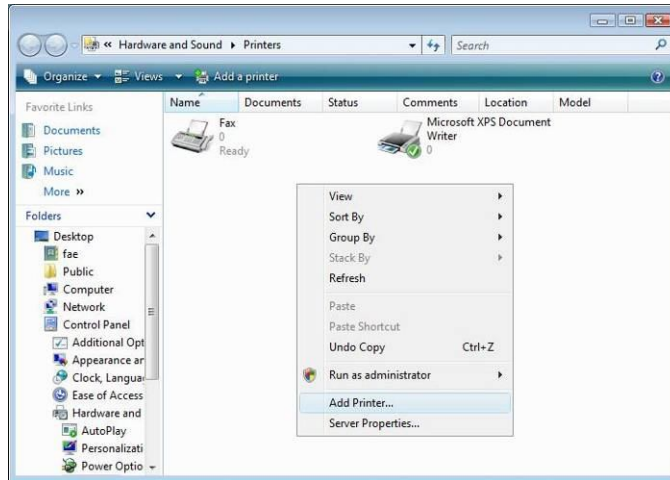 « Hardware and Sound ▸ Printers
Search
Organize Views Add a printer
Favorite Links
Documents
Pictures
Music
More »
Folders
Desktop
fae
Public
Computer
Network
Control Panel
Additional Opt
Appearance an
Clock, Languag
Ease of Access
Hardware and
AutoPlay
Personalizati
Power Optio
Name Documents Status Comments Location Model
Fax
0
Ready
Microsoft XPS Document
Writer
0
View
Sort By
Group By
Stack By
Refresh
Paste
Paste Shortcut
Undo Copy Ctrl+Z
Run as administrator
Add Printer...
Server Properties...